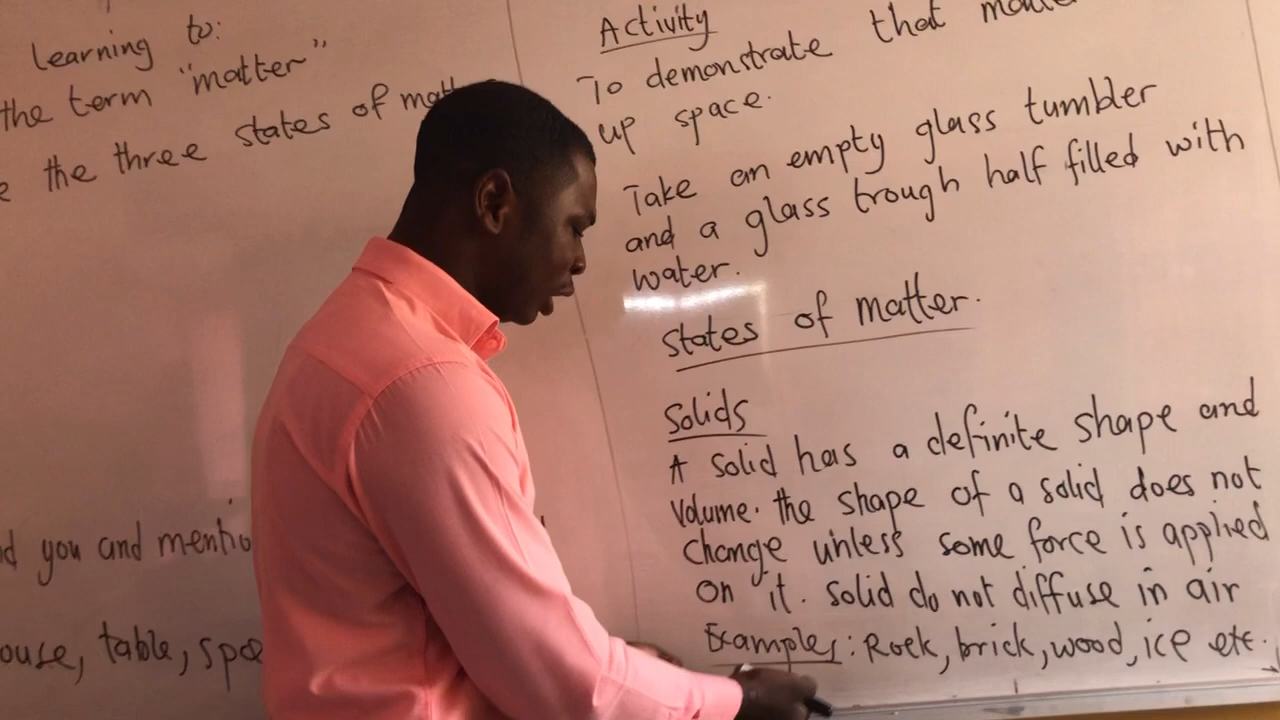 learning to:
the term "matter"
the three states of
d you and mentio
ouse, table, spoo
Activity
To demonstrate that
up space.
Take an empty glass tumbler
and a glass trough half filled with
water.
States of matter.
Solids
A solid has a definite shape and
Volume. the shape of a solid does not
change unless some force is applied
on it. solid do not diffuse in air
Examples: Rock, brick, wood, ice etc.